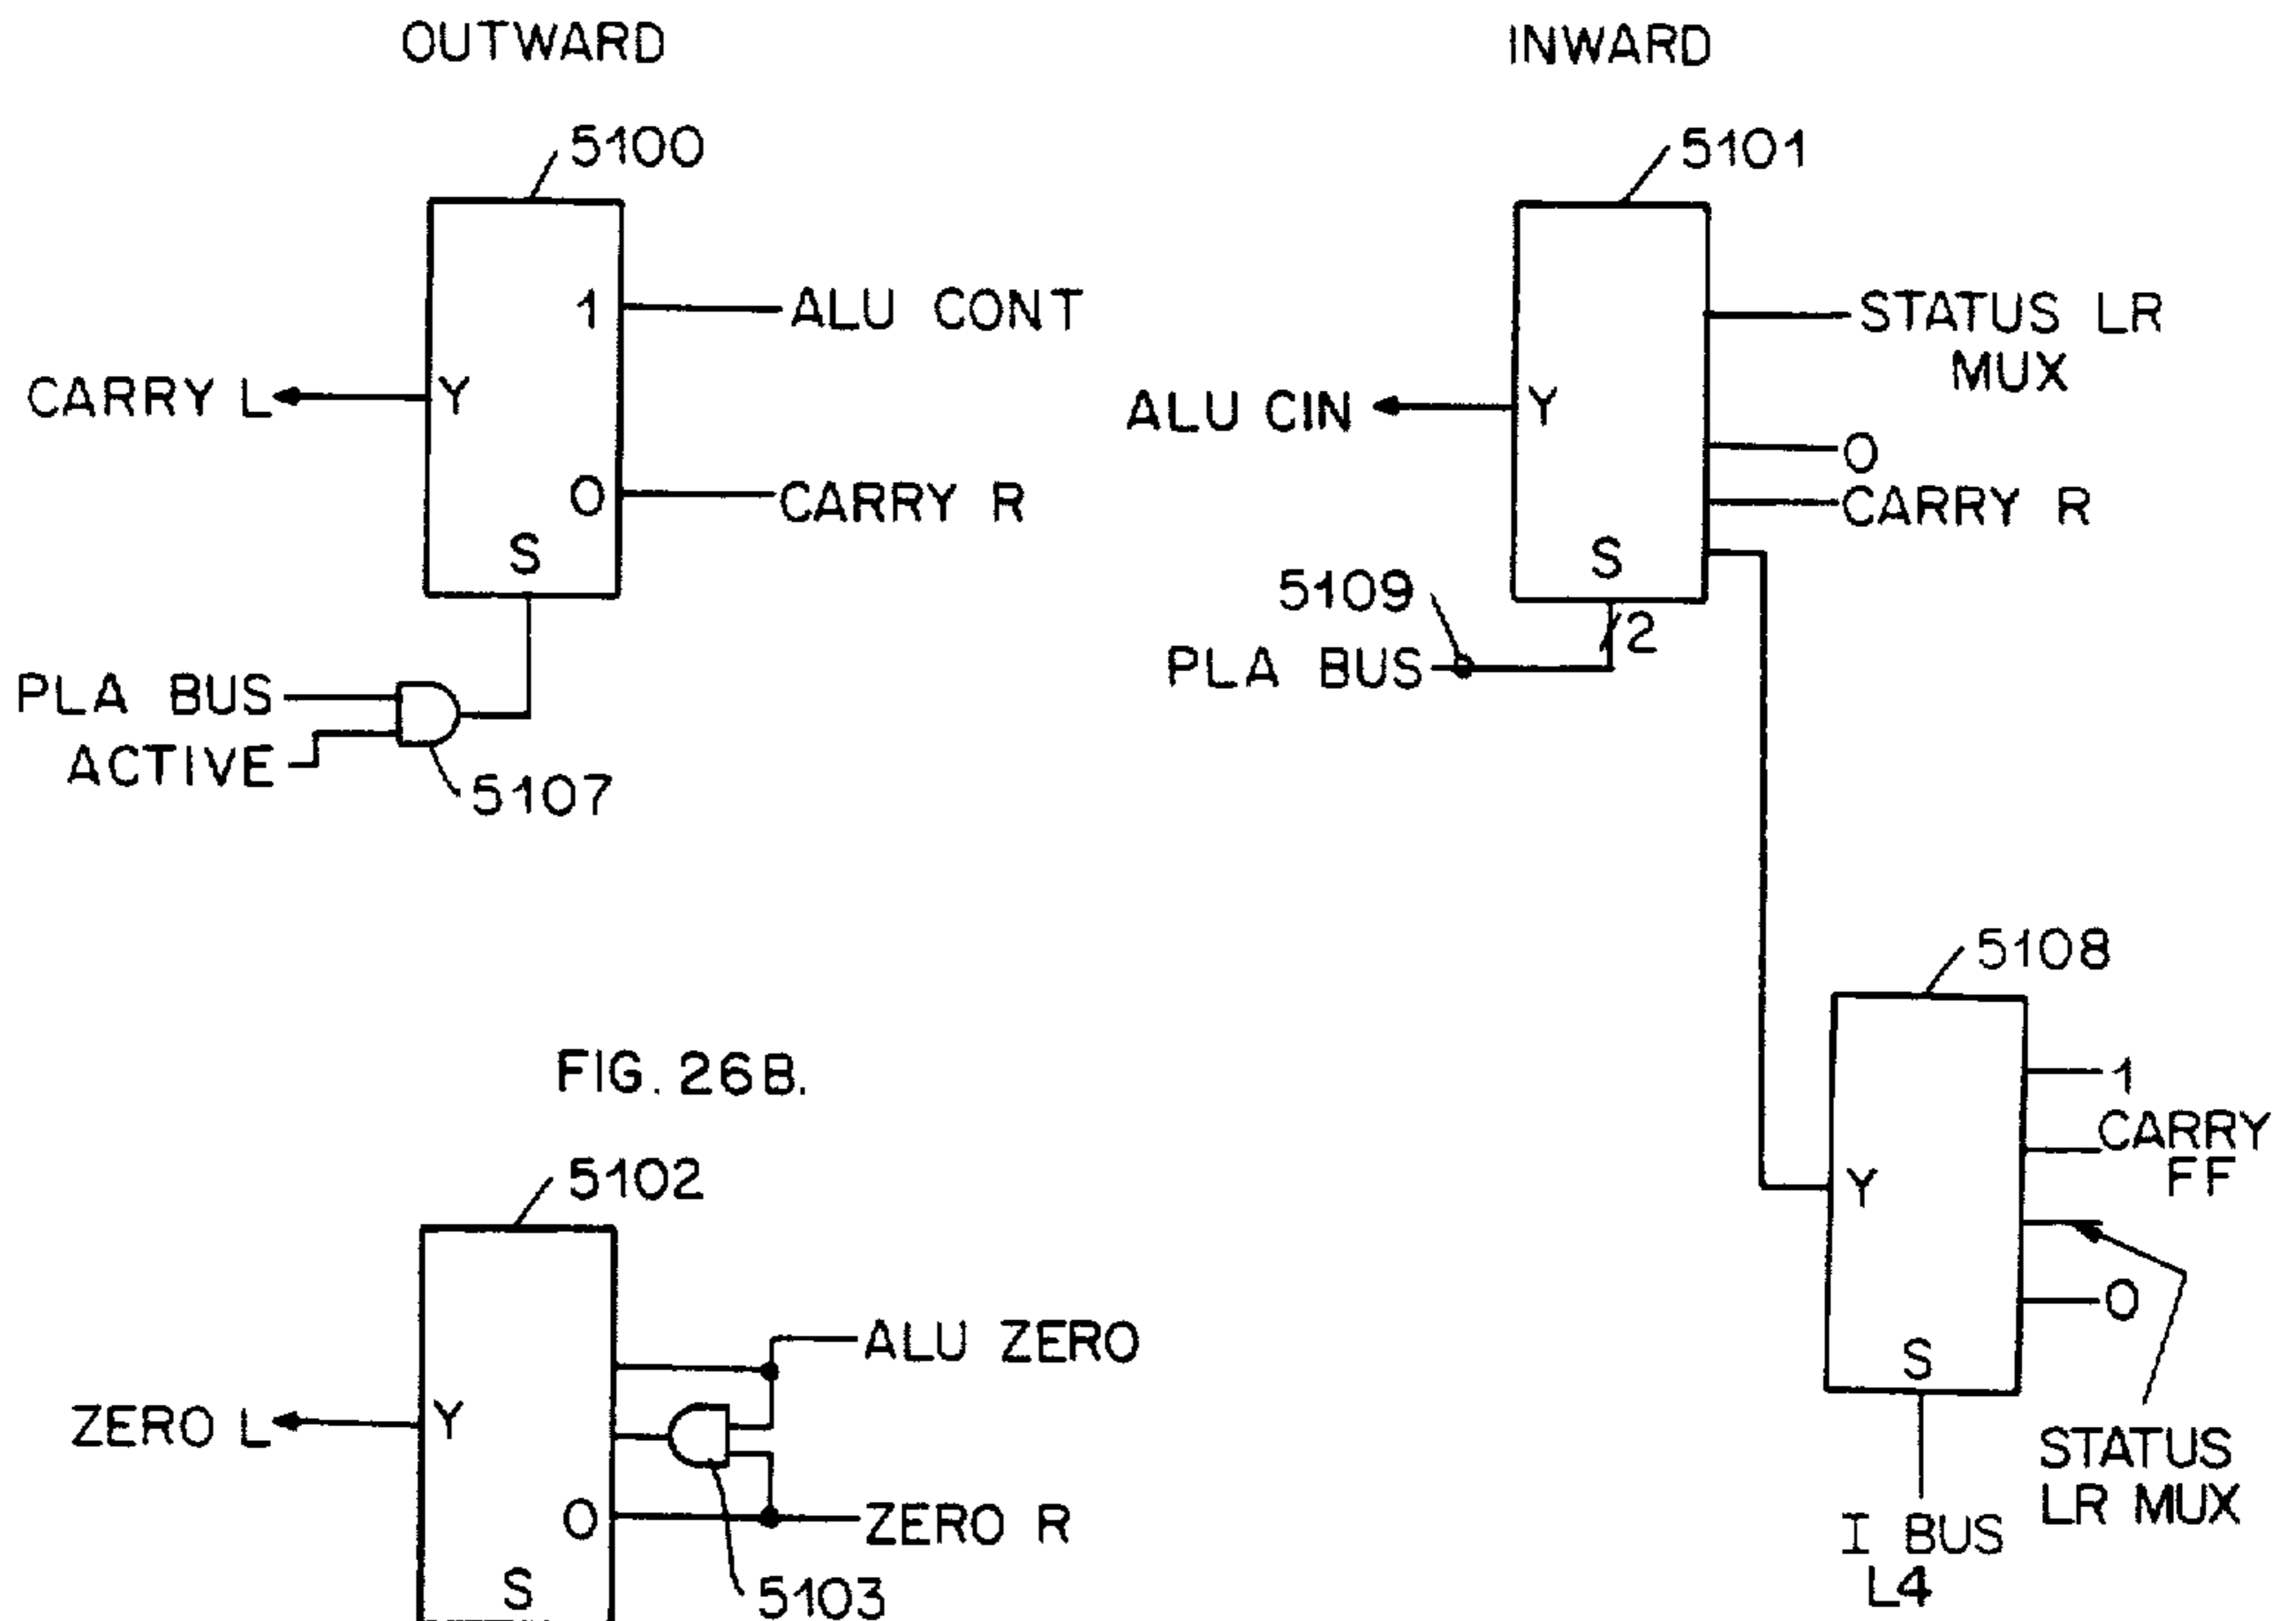 OUTWARD
INWARD
5100
1
ALU CONT
CARRY L
Y
0
CARRY R
S
PLA BUS
ACTIVE
5107
5101
STATUS LR
MUX
ALU CIN
Y
0
CARRY R
S
5109
2
PLA BUS
5108
1
CARRY
FF
Y
0
S
STATUS
LR MUX
I BUS
L4
FIG. 26B.
5102
ALU ZERO
ZERO L
Y
0
ZERO R
S
5103